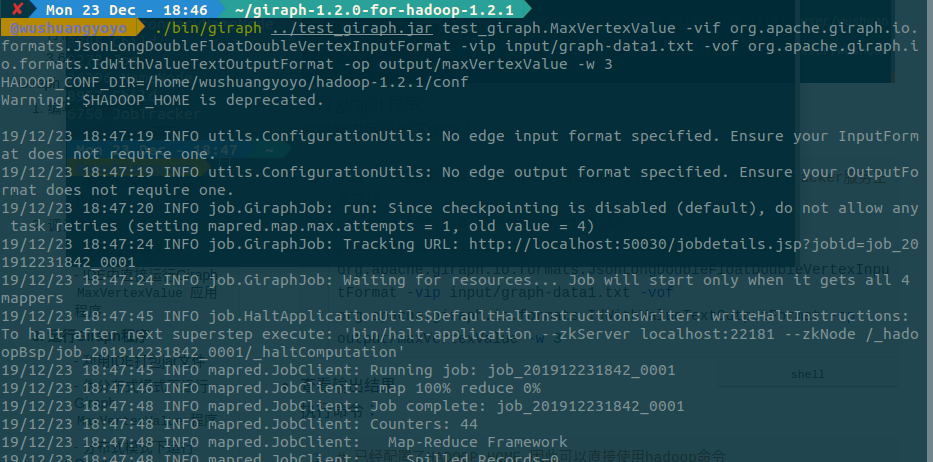 ✘ Mon 23 Dec - 18:46 ~/giraph-1.2.0-for-hadoop-1.2.1
@wushuangyoyo ./bin/giraph ../test_giraph.jar test_giraph.MaxVertexValue -vif org.apache.giraph.io.
formats.JsonLongDoubleFloatDoubleVertexInputFormat -vip input/graph-data1.txt -vof org.apache.giraph.i
o.formats.IdWithValueTextOutputFormat -op output/maxVertexValue -w 3
HADOOP_CONF_DIR=/home/wushuangyoyo/hadoop-1.2.1/conf
Warning: $HADOOP_HOME is deprecated.
19/12/23 18:47:19 INFO utils.ConfigurationUtils: No edge input format specified. Ensure your InputForm
at does not require one.
19/12/23 18:47:19 INFO utils.ConfigurationUtils: No edge output format specified. Ensure your OutputFo
rmat does not require one.
19/12/23 18:47:20 INFO job.GiraphJob: run: Since checkpointing is disabled (default), do not allow any
 task retries (setting mapred.map.max.attempts = 1, old value = 4)
19/12/23 18:47:24 INFO job.GiraphJob: Tracking URL: http://localhost:50030/jobdetails.jsp?jobid=job_20
1912231842_0001
19/12/23 18:47:24 INFO job.GiraphJob: Waiting for resources... Job will start only when it gets all 4
mappers
19/12/23 18:47:45 INFO job.HaltApplicationUtils$DefaultHaltInstructionsWriter: writeHaltInstructions:
To halt after next superstep execute: 'bin/halt-application --zkServer localhost:22181 --zkNode /_hado
opBsp/job_201912231842_0001/_haltComputation'
19/12/23 18:47:45 INFO mapred.JobClient: Running job: job_201912231842_0001
19/12/23 18:47:46 INFO mapred.JobClient:  map 100% reduce 0%
19/12/23 18:47:48 INFO mapred.JobClient: Job complete: job_201912231842_0001
19/12/23 18:47:48 INFO mapred.JobClient: Counters: 44
19/12/23 18:47:48 INFO mapred.JobClient:   Map-Reduce Framework
19/12/23 18:47:48 INFO mapred.JobClient:     Spilled Records=0